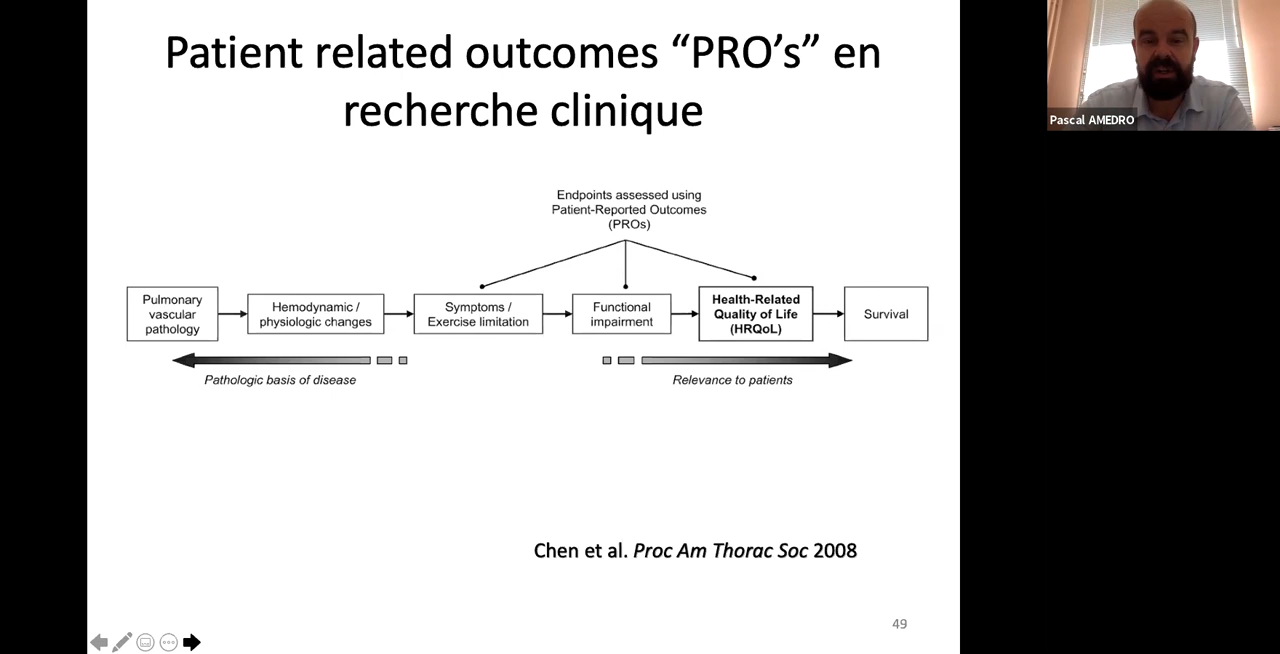 Patient related outcomes “PRO’s” en
recherche clinique
Pascal AMEDRO
Endpoints assessed using
Patient-Reported Outcomes
(PROs)
Pulmonary
vascular
pathology
Hemodynamic /
physiologic changes
Symptoms /
Exercise limitation
Functional
impairment
Health-Related
Quality of Life
(HRQoL)
Survival
Pathologic basis of disease
Relevance to patients
Chen et al. Proc Am Thorac Soc 2008
49